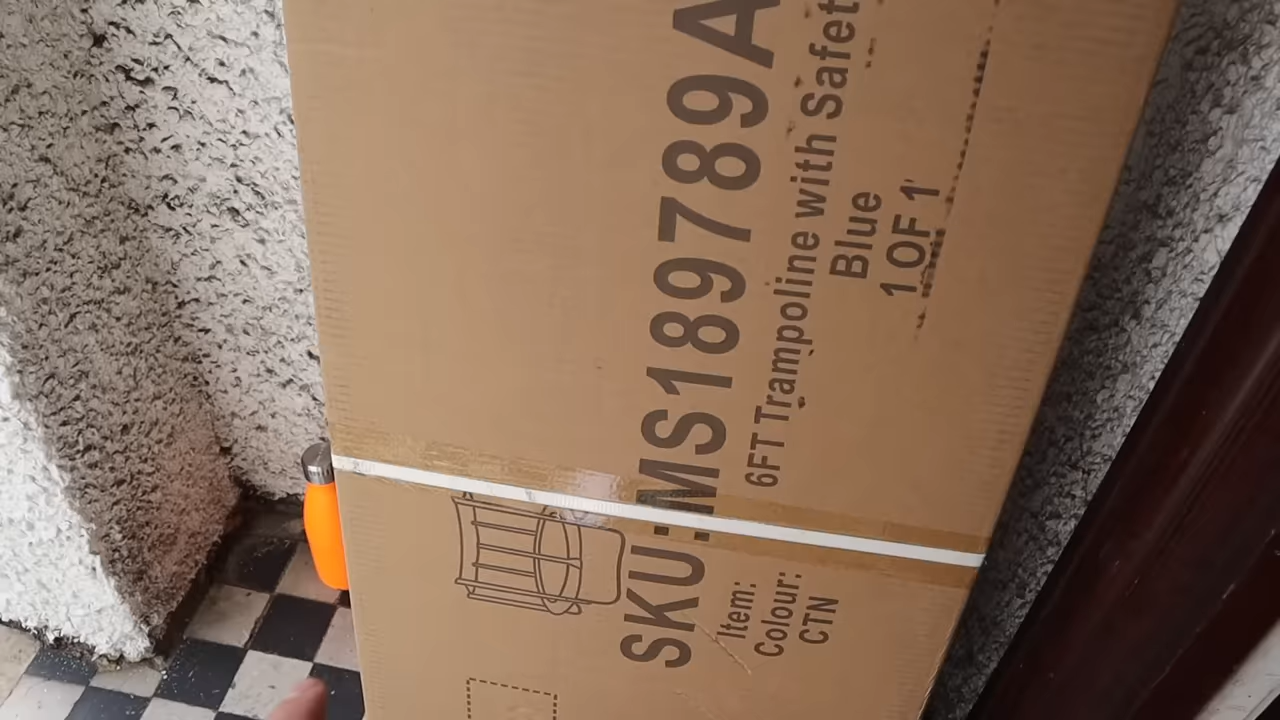 SKU:MS189789A
Item: 6FT Trampoline with Safet
Colour: Blue
CTN 1 OF 1